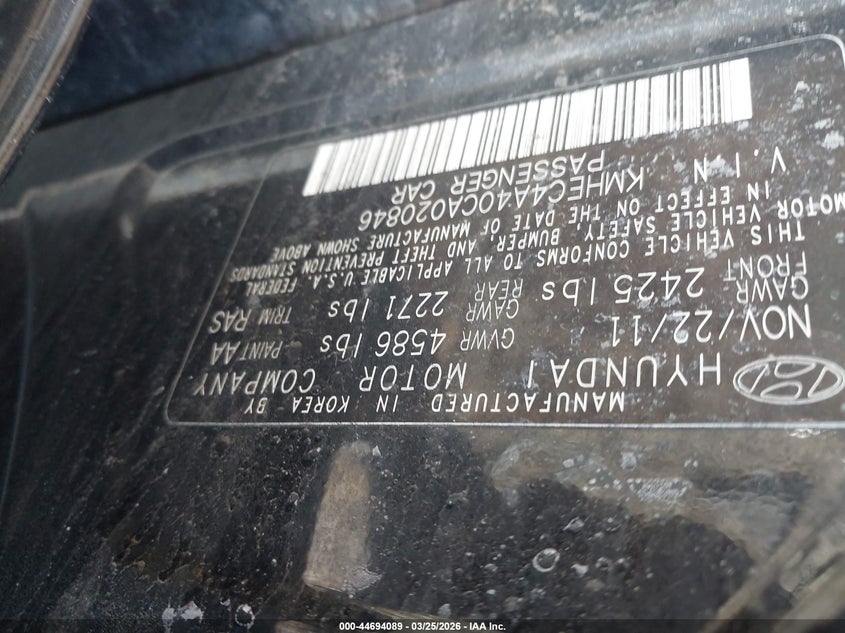 MANUFACTURED IN KOREA BY
HYUNDAI MOTOR COMPANY
NOV/22/11 GVWR 4586 lbs PAINT AA
GAWR FRONT 2425 lbs GAWR REAR 2271 lbs TRIM RAS
THIS VEHICLE CONFORMS TO ALL APPLICABLE U.S.A. FEDERAL
MOTOR VEHICLE SAFETY, BUMPER, AND THEFT PREVENTION STANDARDS
IN EFFECT ON THE DATE OF MANUFACTURE SHOWN ABOVE
V.I.N KMHEC4A40CA020846
PASSENGER CAR
000-44694089 - 03/25/2026 - IAA Inc.